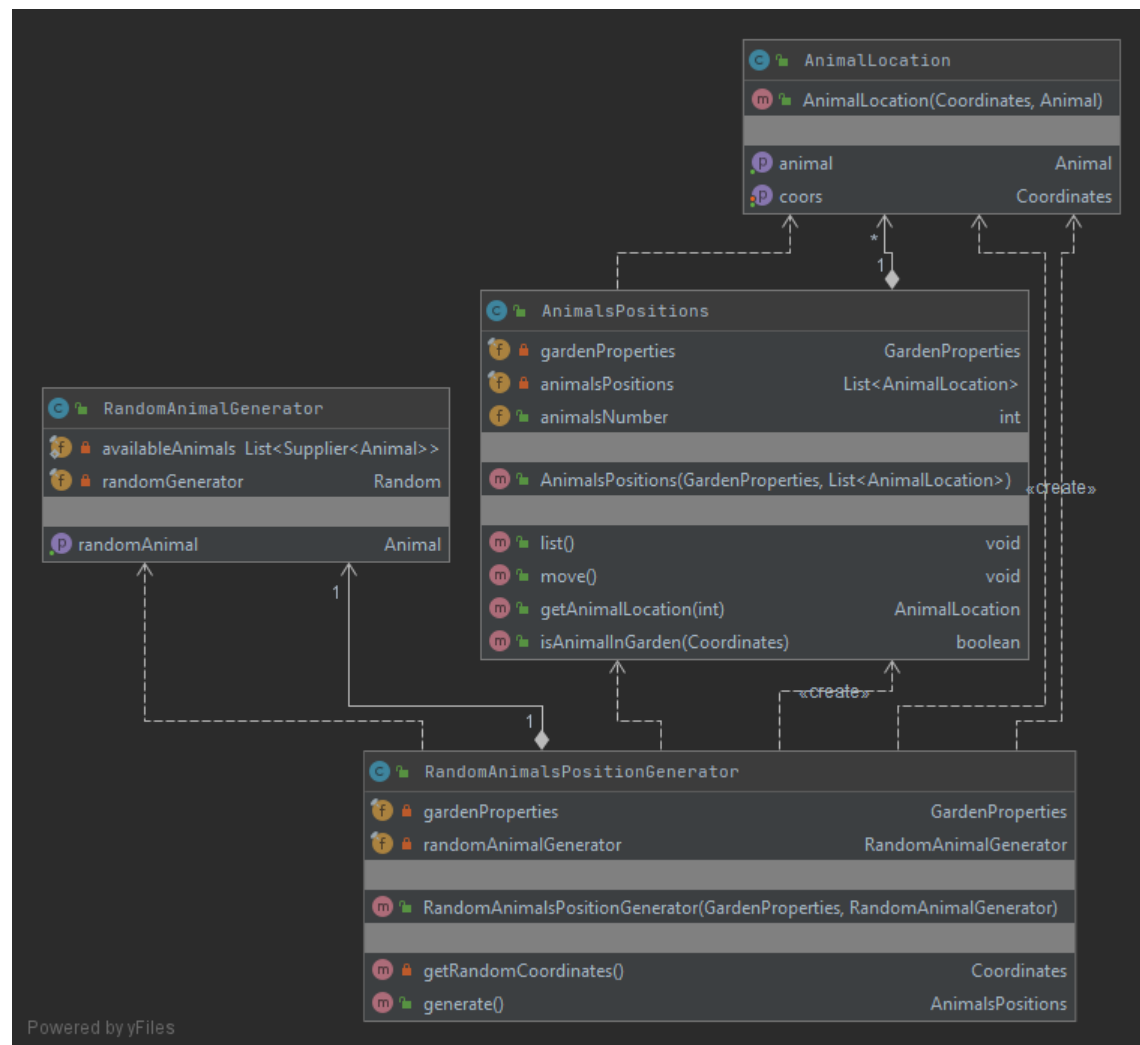 AnimalLocation
AnimalLocation(Coordinates, Animal)
animal Animal
coors Coordinates
*
1
AnimalsPositions
gardenProperties GardenProperties
animalsPositions List<AnimalLocation>
animalsNumber int
AnimalsPositions(GardenProperties, List<AnimalLocation>)
«create»
list() void
move() void
getAnimalLocation(int) AnimalLocation
isAnimalInGarden(Coordinates) boolean
RandomAnimalGenerator
availableAnimals List<Supplier<Animal>>
randomGenerator Random
randomAnimal Animal
1
«create»
1
RandomAnimalsPositionGenerator
gardenProperties GardenProperties
randomAnimalGenerator RandomAnimalGenerator
RandomAnimalsPositionGenerator(GardenProperties, RandomAnimalGenerator)
getRandomCoordinates() Coordinates
generate() AnimalsPositions
Powered by yFiles